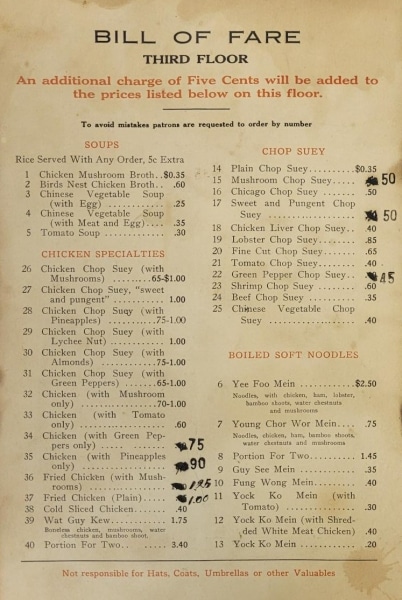 BILL OF FARE
THIRD FLOOR
An additional charge of Five Cents will be added to
the prices listed below on this floor.
To avoid mistakes patrons are requested to order by number
SOUPS
Rice Served With Any Order, 5c Extra
1 Chicken Mushroom Broth..$0.35
2 Birds Nest Chicken Broth.. .60
3 Chinese Vegetable Soup
(with Egg) ............... .25
4 Chinese Vegetable Soup
(with Meat and Egg).... .35
5 Tomato Soup ............ .30
CHICKEN SPECIALTIES
26 Chicken Chop Suey (with
Mushrooms) .........65-$1.00
27 Chicken Chop Suey, "sweet
and pungent" .......... 1.00
28 Chicken Chop Suey (with
Pineapples) .........75-1.00
29 Chicken Chop Suey (with
Lychee Nut) ........... 1.00
30 Chicken Chop Suey (with
Almonds) ...........75-1.00
31 Chicken Chop Suey (with
Green Peppers) ......65-1.00
32 Chicken (with Mushroom
only) ...............70-1.00
33 Chicken (with Tomato
only) .................. .60
34 Chicken (with Green Pep-
pers only) ..... 75
35 Chicken (with Pineapples
only) .......... 90
36 Fried Chicken (with Mush-
rooms) ......... 1.25
37 Fried Chicken (Plain)..... 1.00
38 Cold Sliced Chicken....... .40
39 Wat Guy Kew............ 1.75
Boneless chicken, mushrooms, water
chestnuts and bamboo shoot.
40 Portion For Two.. ..... 3.40
CHOP SUEY
14 Plain Chop Suey..........$0.35
15 Mushroom Chop Suey..... 50
16 Chicago Chop Suey ....... .50
17 Sweet and Pungent Chop
Suey ................. 50
18 Chicken Liver Chop Suey.. .40
19 Lobster Chop Suey........ .85
20 Fine Cut Chop Suey...... .65
21 Tomato Chop Suey........ .40
22 Green Pepper Chop Suey.. 45
23 Shrimp Chop Suey ....... .60
24 Beef Chop Suey .......... .35
25 Chinese Vegetable Chop
Suey ................... .40
BOILED SOFT NOODLES
6 Yee Foo Mein ...........$2.50
Noodles, with chicken, ham, lobster,
bamboo shoots, water chestnuts
and mushrooms
7 Young Chor Wor Mein.... .75
Noodles, chicken, ham, bamboo shoots,
water chestnuts and mushrooms
8 Portion For Two.......... 1.45
9 Guy See Mein ............ .35
10 Fung Wong Mein......... .40
11 Yock Ko Mein (with
Tomato) ................ .30
12 Yock Ko Mein (with Shred-
ded White Meat Chicken) .40
13 Yock Ko Mein............ .20
Not responsible for Hats, Coats, Umbrellas or other Valuables